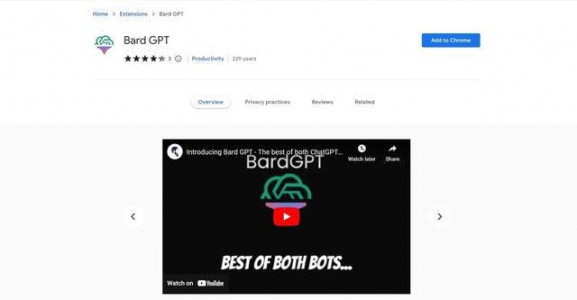 Home > Extensions > Bard GPT
Bard GPT
Add to Chrome
3 Productivity 229 users
Overview Privacy practices Reviews Related
Introducing Bard GPT - The best of both ChatGPT...
Watch later Share
BardGPT
BEST OF BOTH BOTS...
Watch on YouTube